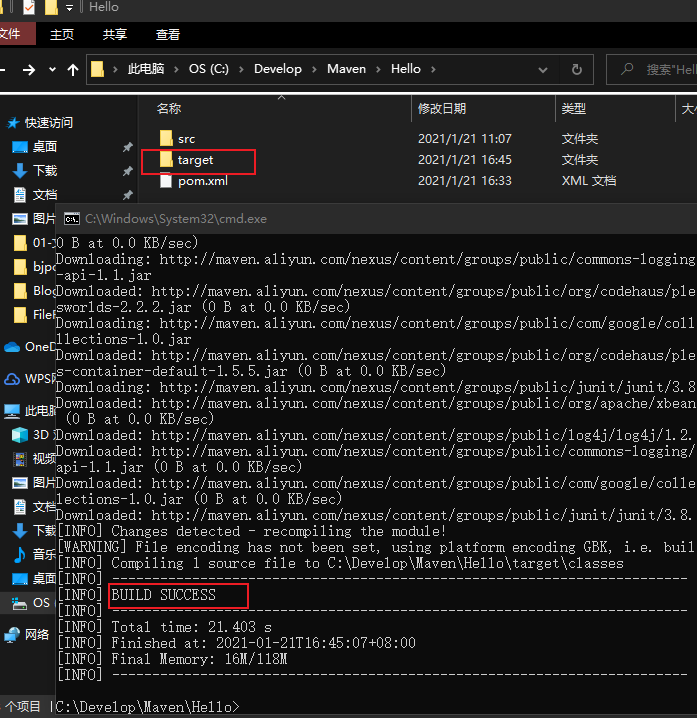 Hello
文件
主页
共享
查看
此电脑 > OS (C:) > Develop > Maven > Hello >
搜索"Hel
名称
修改日期
类型
大小
快速访问
桌面
下载
文档
图片
01-
bjpo
Blog
FileF
OneD
WPS网
此电脑
3D
视频
图片
文档
下载
音乐
桌面
OS
网络
个项目
src
2021/1/21 11:07
文件夹
target
2021/1/21 16:45
文件夹
pom.xml
2021/1/21 16:33
XML 文档
C:\Windows\System32\cmd.exe
0 B at 0.0 KB/sec)
Downloading: http://maven.aliyun.com/nexus/content/groups/public/commons-logging
-api-1.1.jar
Downloaded: http://maven.aliyun.com/nexus/content/groups/public/org/codehaus/ple
sworlds-2.2.2.jar (0 B at 0.0 KB/sec)
Downloading: http://maven.aliyun.com/nexus/content/groups/public/com/google/coll
llections-1.0.jar
Downloaded: http://maven.aliyun.com/nexus/content/groups/public/org/codehaus/ple
s-container-default-1.5.5.jar (0 B at 0.0 KB/sec)
Downloading: http://maven.aliyun.com/nexus/content/groups/public/junit/junit/3.8
Downloaded: http://maven.aliyun.com/nexus/content/groups/public/org/apache/xbean
(0 B at 0.0 KB/sec)
Downloaded: http://maven.aliyun.com/nexus/content/groups/public/log4j/log4j/1.2.
Downloaded: http://maven.aliyun.com/nexus/content/groups/public/commons-logging/
api-1.1.jar (0 B at 0.0 KB/sec)
Downloaded: http://maven.aliyun.com/nexus/content/groups/public/com/google/colle
lections-1.0.jar (0 B at 0.0 KB/sec)
Downloaded: http://maven.aliyun.com/nexus/content/groups/public/junit/junit/3.8.
[INFO] Changes detected - recompiling the module!
[WARNING] File encoding has not been set, using platform encoding GBK, i.e. buil
[INFO] Compiling 1 source file to C:\Develop\Maven\Hello\target\classes
[INFO] ------------------------------------------------------------------------
[INFO] BUILD SUCCESS
[INFO] ------------------------------------------------------------------------
[INFO] Total time: 21.403 s
[INFO] Finished at: 2021-01-21T16:45:07+08:00
[INFO] Final Memory: 16M/118M
[INFO] ------------------------------------------------------------------------
C:\Develop\Maven\Hello>